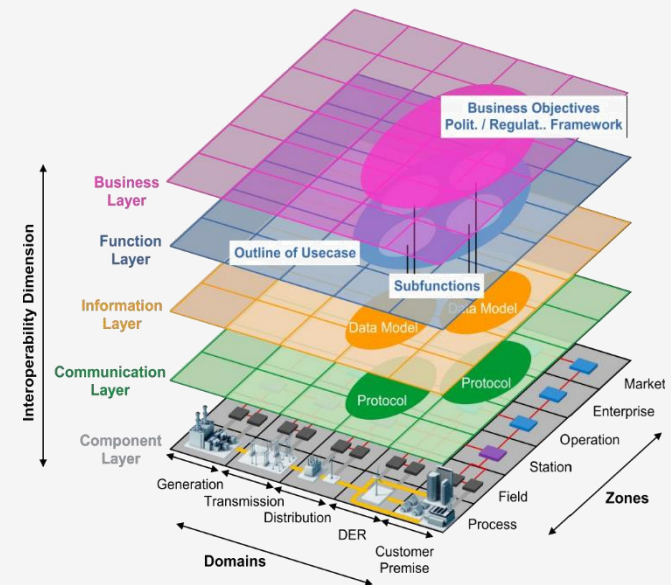 Business Objectives
Polit. / Regulat.. Framework
Interoperability Dimension
Business
Layer
Function
Layer
Outline of Usecase
Subfunctions
Information
Layer
Data Model
Data Model
Communication
Layer
Protocol
Protocol
Component
Layer
Market
Enterprise
Operation
Station
Field
Process
Zones
Generation
Transmission
Distribution
DER
Customer
Premise
Domains